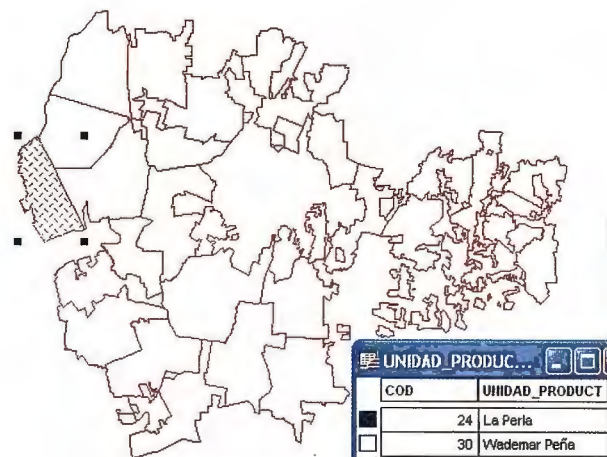 UNIDAD_PRODUC...
COD UNIDAD_PRODUCT
24 La Perla
30 Wademar Peña